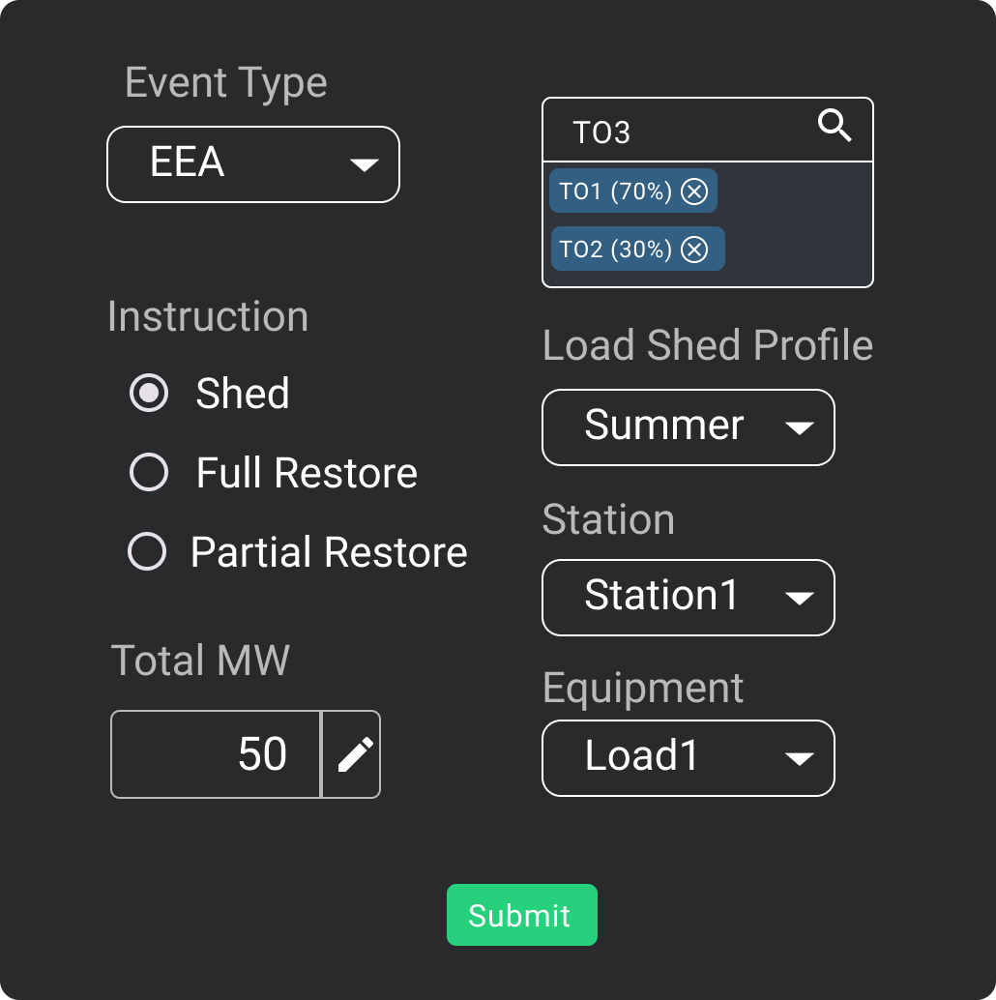 Event Type
EEA
Instruction
Shed
Full Restore
Partial Restore
Total MW
50
TO3
TO1 (70%)
TO2 (30%)
Load Shed Profile
Summer
Station
Station1
Equipment
Load1
Submit